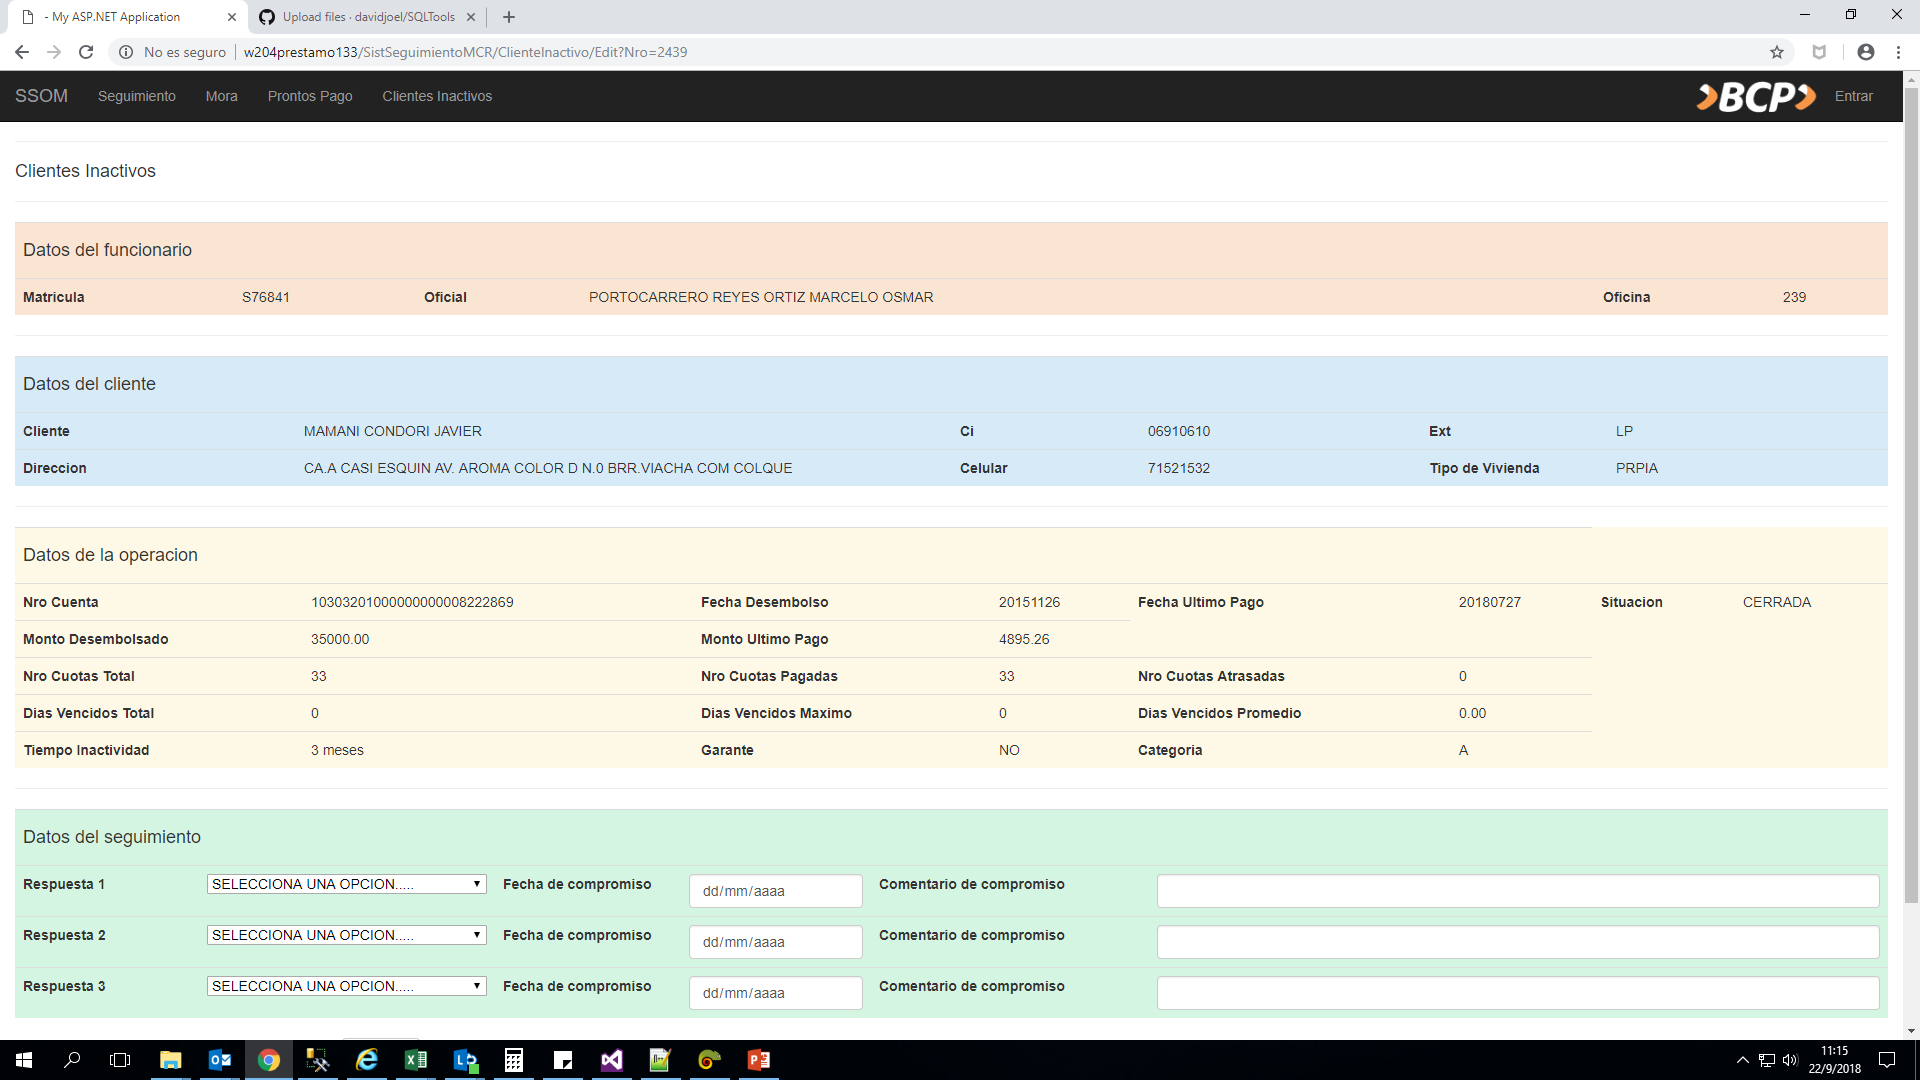 - My ASP.NET Application
Upload files · davidjoel/SQLTools
No es seguro | w204prestamo133/SistSeguimientoMCR/ClienteInactivo/Edit?Nro=2439
SSOM Seguimiento Mora Prontos Pago Clientes Inactivos BCP Entrar
Clientes Inactivos
Datos del funcionario
Matricula S76841 Oficial PORTOCARRERO REYES ORTIZ MARCELO OSMAR Oficina 239
Datos del cliente
Cliente MAMANI CONDORI JAVIER Ci 06910610 Ext LP
Direccion CA.A CASI ESQUIN AV. AROMA COLOR D N.0 BRR.VIACHA COM COLQUE Celular 71521532 Tipo de Vivienda PRPIA
Datos de la operacion
Nro Cuenta 10303201000000000008222869 Fecha Desembolso 20151126 Fecha Ultimo Pago 20180727 Situacion CERRADA
Monto Desembolsado 35000.00 Monto Ultimo Pago 4895.26
Nro Cuotas Total 33 Nro Cuotas Pagadas 33 Nro Cuotas Atrasadas 0
Dias Vencidos Total 0 Dias Vencidos Maximo 0 Dias Vencidos Promedio 0.00
Tiempo Inactividad 3 meses Garante NO Categoria A
Datos del seguimiento
Respuesta 1 SELECCIONA UNA OPCION..... Fecha de compromiso dd/mm/aaaa Comentario de compromiso
Respuesta 2 SELECCIONA UNA OPCION..... Fecha de compromiso dd/mm/aaaa Comentario de compromiso
Respuesta 3 SELECCIONA UNA OPCION..... Fecha de compromiso dd/mm/aaaa Comentario de compromiso
11:15
22/9/2018